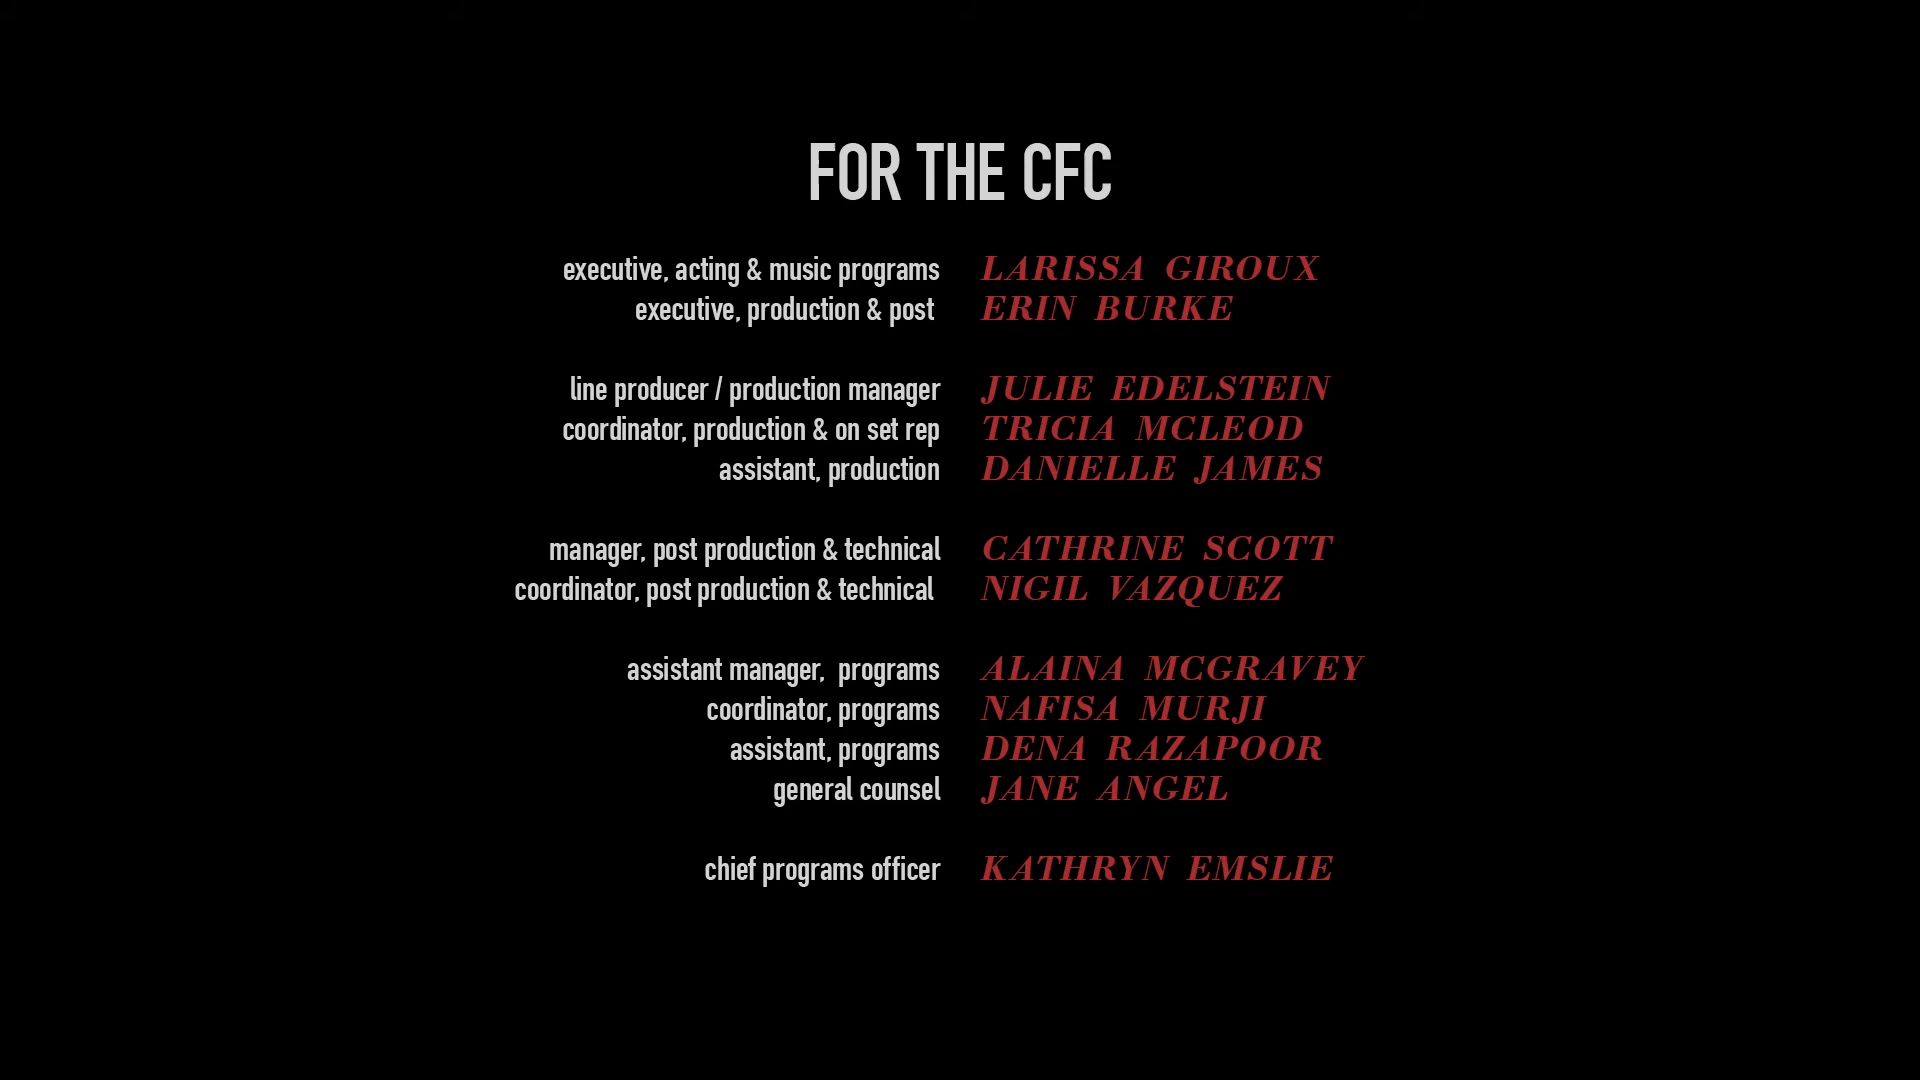 FOR THE CFC
executive, acting & music programs LARISSA GIROUX
executive, production & post ERIN BURKE
line producer / production manager JULIE EDELSTEIN
coordinator, production & on set rep TRICIA MCLEOD
assistant, production DANIELLE JAMES
manager, post production & technical CATHRINE SCOTT
coordinator, post production & technical NIGIL VAZQUEZ
assistant manager, programs ALAINA MCGRAVEY
coordinator, programs NAFISA MURJI
assistant, programs DENA RAZAPOOR
general counsel JANE ANGEL
chief programs officer KATHRYN EMSLIE